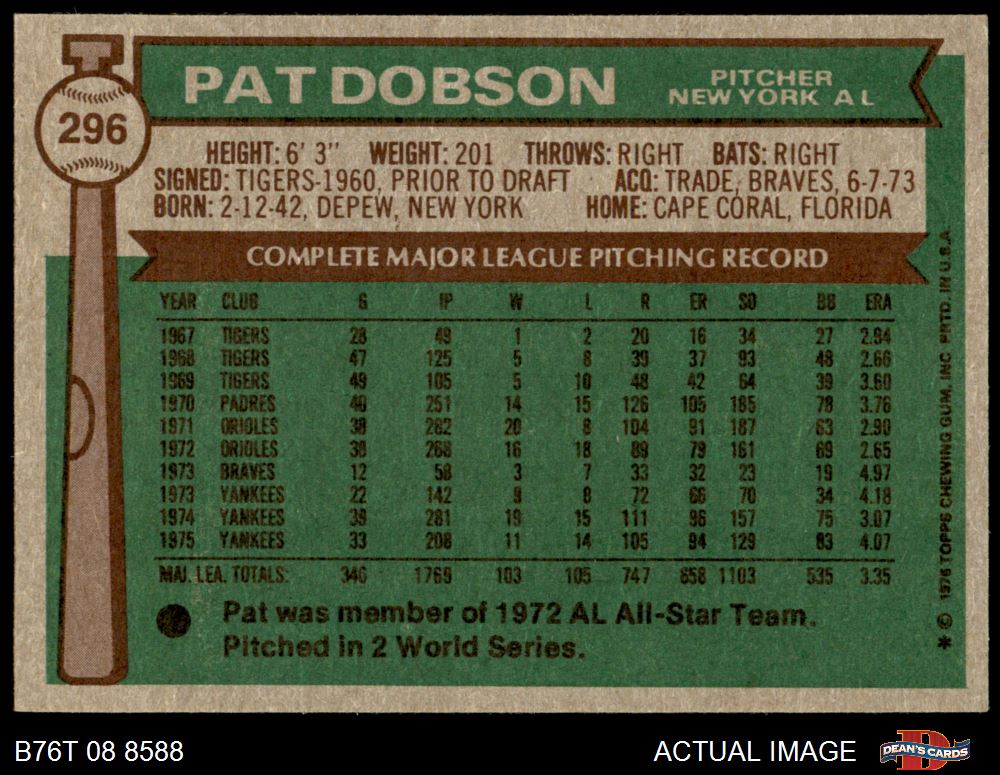 PAT DOBSON
PITCHER
NEW YORK A L
296
HEIGHT: 6' 3" WEIGHT: 201 THROWS: RIGHT BATS: RIGHT
SIGNED: TIGERS-1960, PRIOR TO DRAFT ACQ: TRADE, BRAVES, 6-7-73
BORN: 2-12-42, DEPEW, NEW YORK HOME: CAPE CORAL, FLORIDA
COMPLETE MAJOR LEAGUE PITCHING RECORD
YEAR CLUB G IP W L R ER SO BB ERA
1967 TIGERS 28 49 1 2 20 16 34 27 2.94
1968 TIGERS 47 125 5 8 39 37 93 48 2.66
1969 TIGERS 49 105 5 10 48 42 64 39 3.60
1970 PADRES 40 251 14 15 126 105 185 78 3.76
1971 ORIOLES 38 282 20 8 104 91 187 63 2.90
1972 ORIOLES 38 268 16 18 89 79 161 69 2.65
1973 BRAVES 12 58 3 7 33 32 23 19 4.97
1973 YANKEES 22 142 9 8 72 66 70 34 4.18
1974 YANKEES 39 281 19 15 111 96 157 75 3.07
1975 YANKEES 33 208 11 14 105 94 129 83 4.07
MAJ. LEA. TOTALS: 346 1769 103 105 747 658 1103 535 3.35
Pat was member of 1972 AL All-Star Team.
Pitched in 2 World Series.
* © 1976 TOPPS CHEWING GUM, INC. PRTD. IN U.S.A.
B76T 08 8588
ACTUAL IMAGE
DEAN'S CARDS